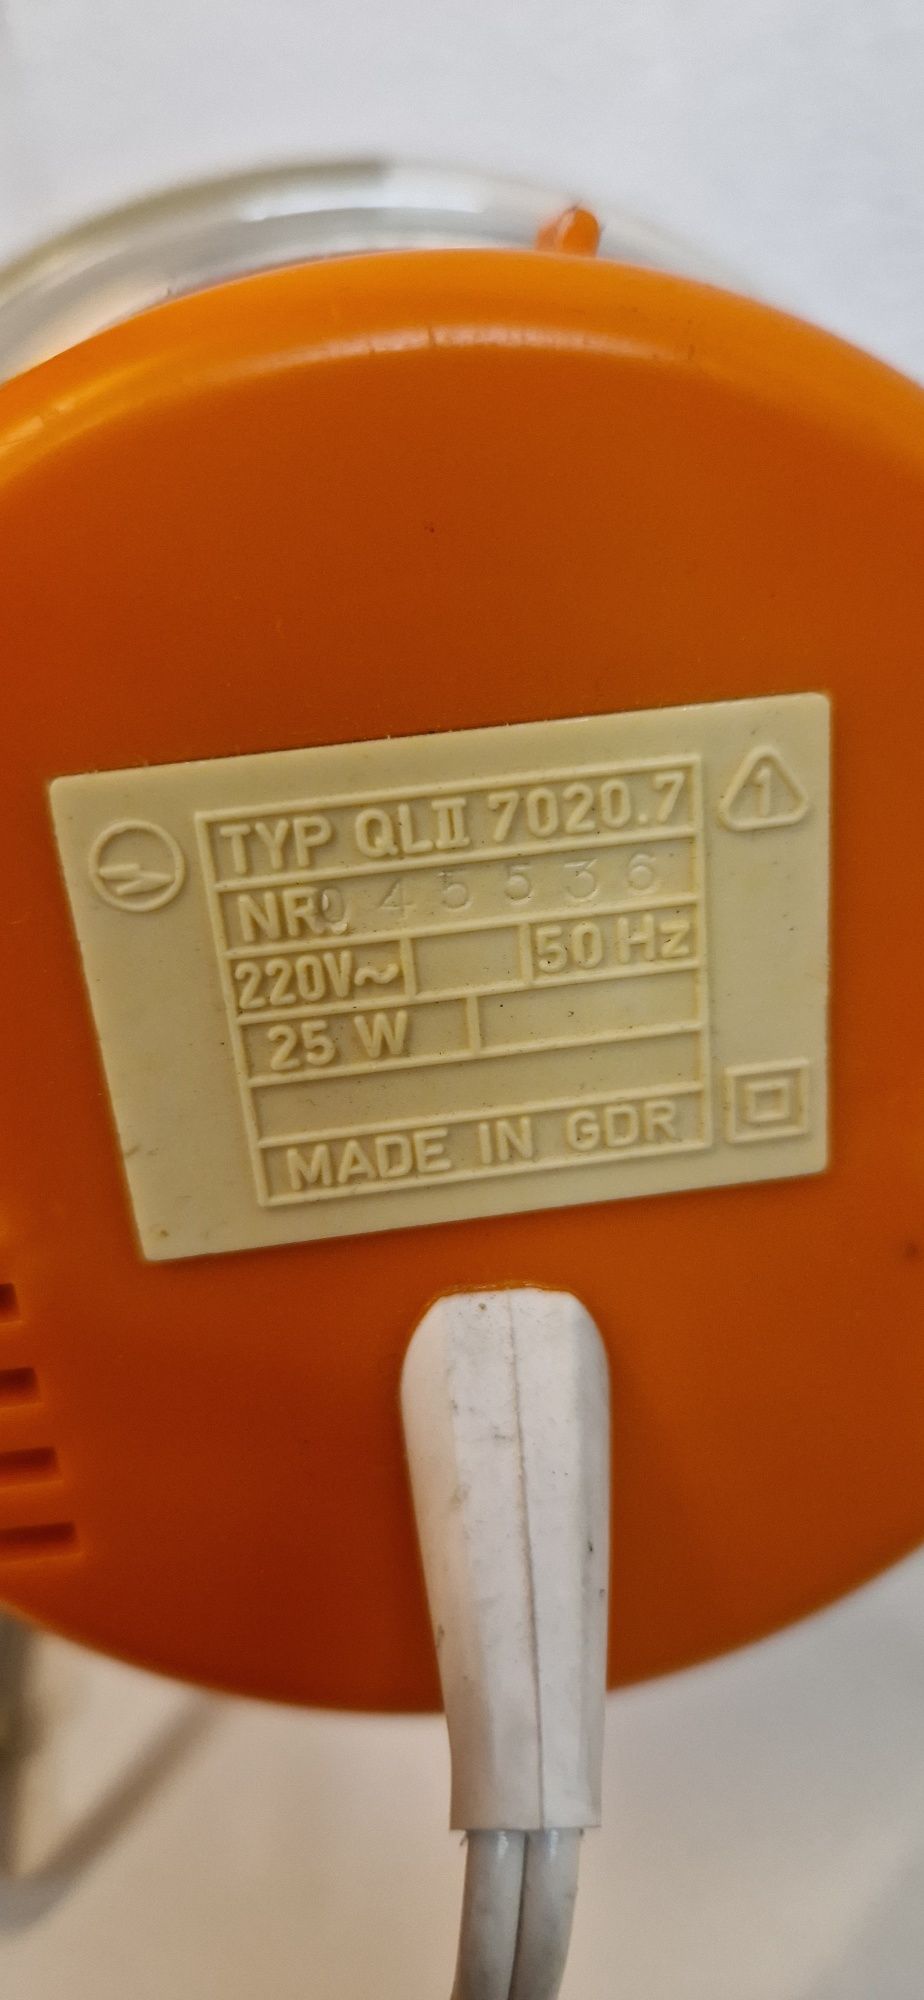 TYP QLII 7020.7
1
NR. 045536
220V~ 50 Hz
25 W
MADE IN GDR